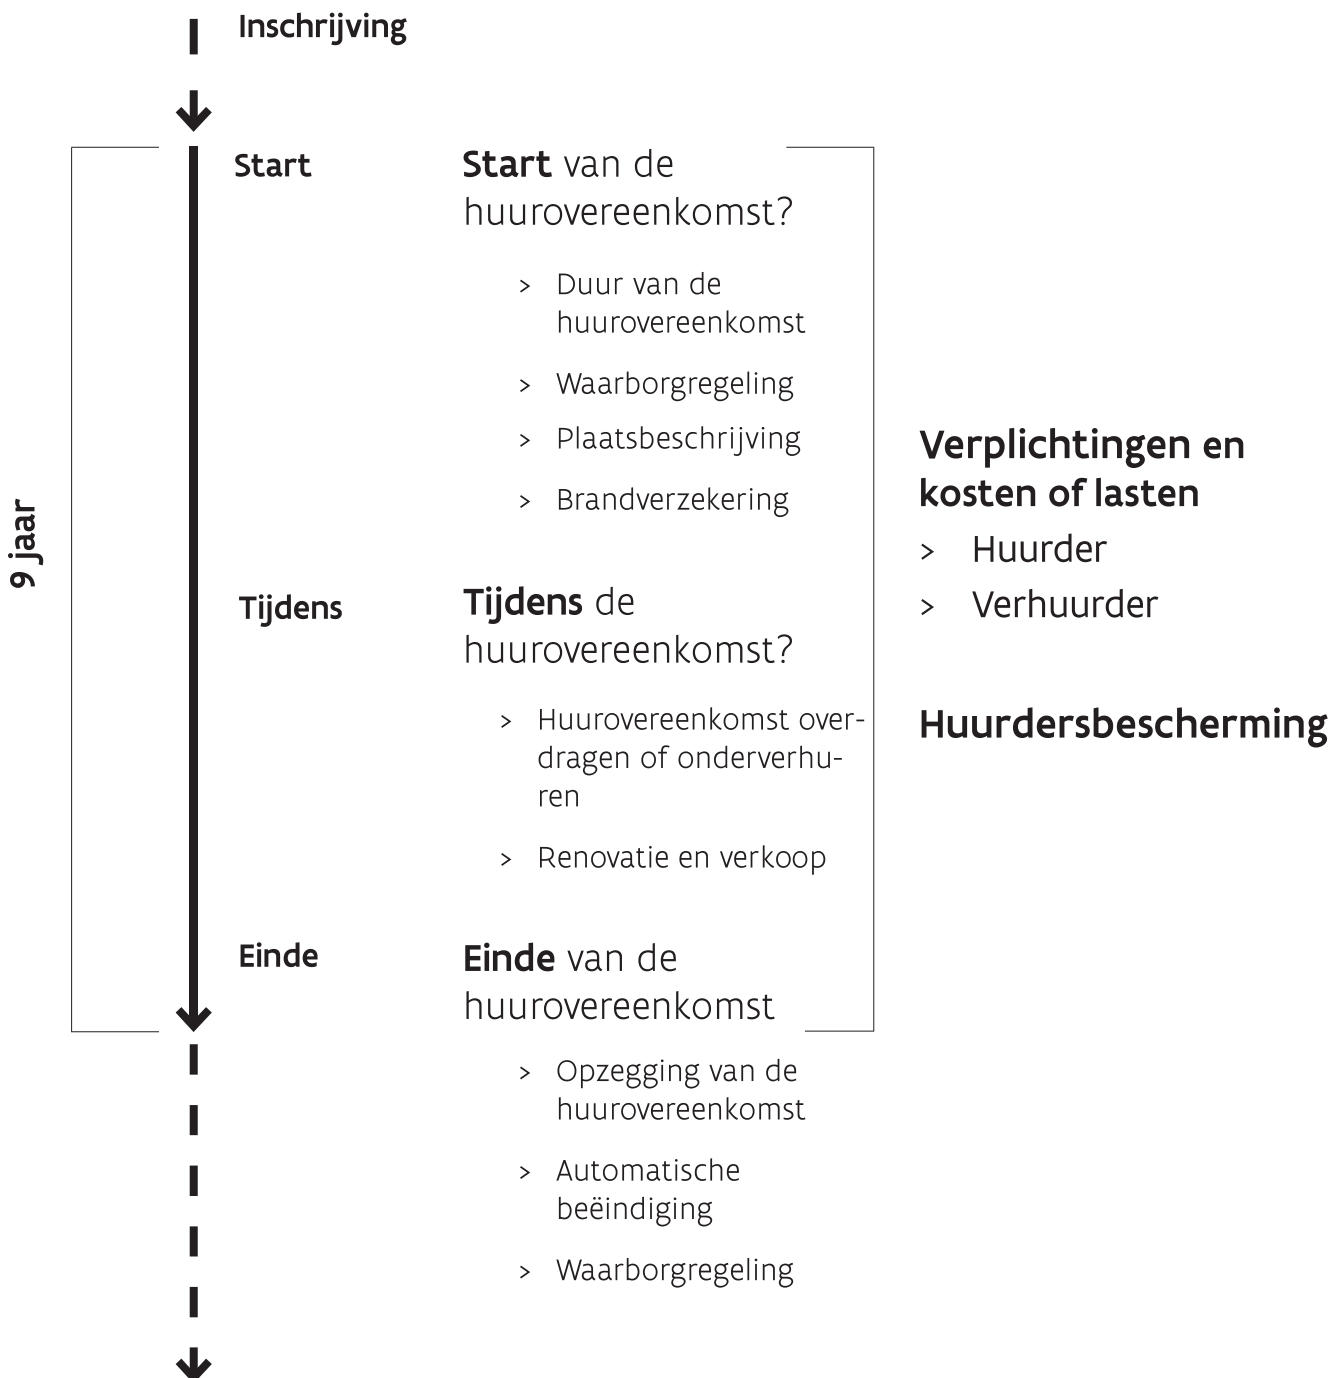 Inschrijving
9 jaar
Start
Start van de
huurovereenkomst?
> Duur van de
huurovereenkomst
> Waarborgregeling
> Plaatsbeschrijving
> Brandverzekering
Tijdens
Tijdens de
huurovereenkomst?
> Huurovereenkomst over-
dragen of onderverhu-
ren
> Renovatie en verkoop
Einde
Einde van de
huurovereenkomst
> Opzegging van de
huurovereenkomst
> Automatische
beëindiging
> Waarborgregeling
Verplichtingen en
kosten of lasten
> Huurder
> Verhuurder
Huurdersbescherming